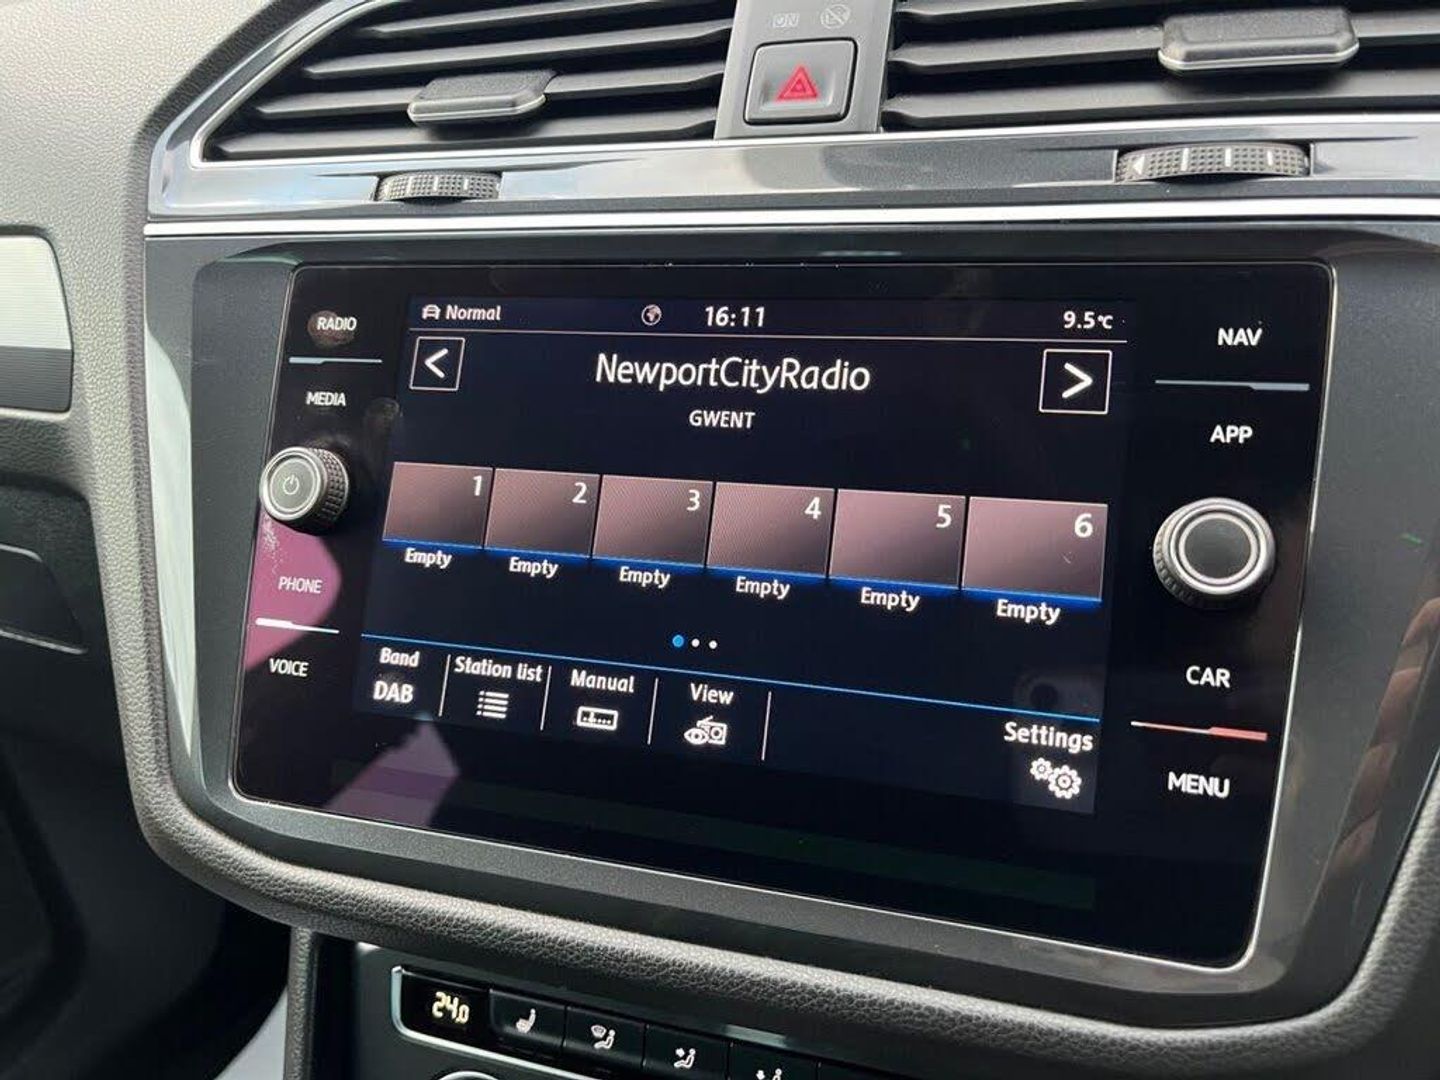 ON
RADIO
MEDIA
PHONE
VOICE
Normal
16:11
9.5°C
<
NewportCityRadio
>
GWENT
1
2
3
4
5
6
Empty
Empty
Empty
Empty
Empty
Empty
Band
DAB
Station list
Manual
View
Settings
NAV
APP
CAR
MENU
24.0